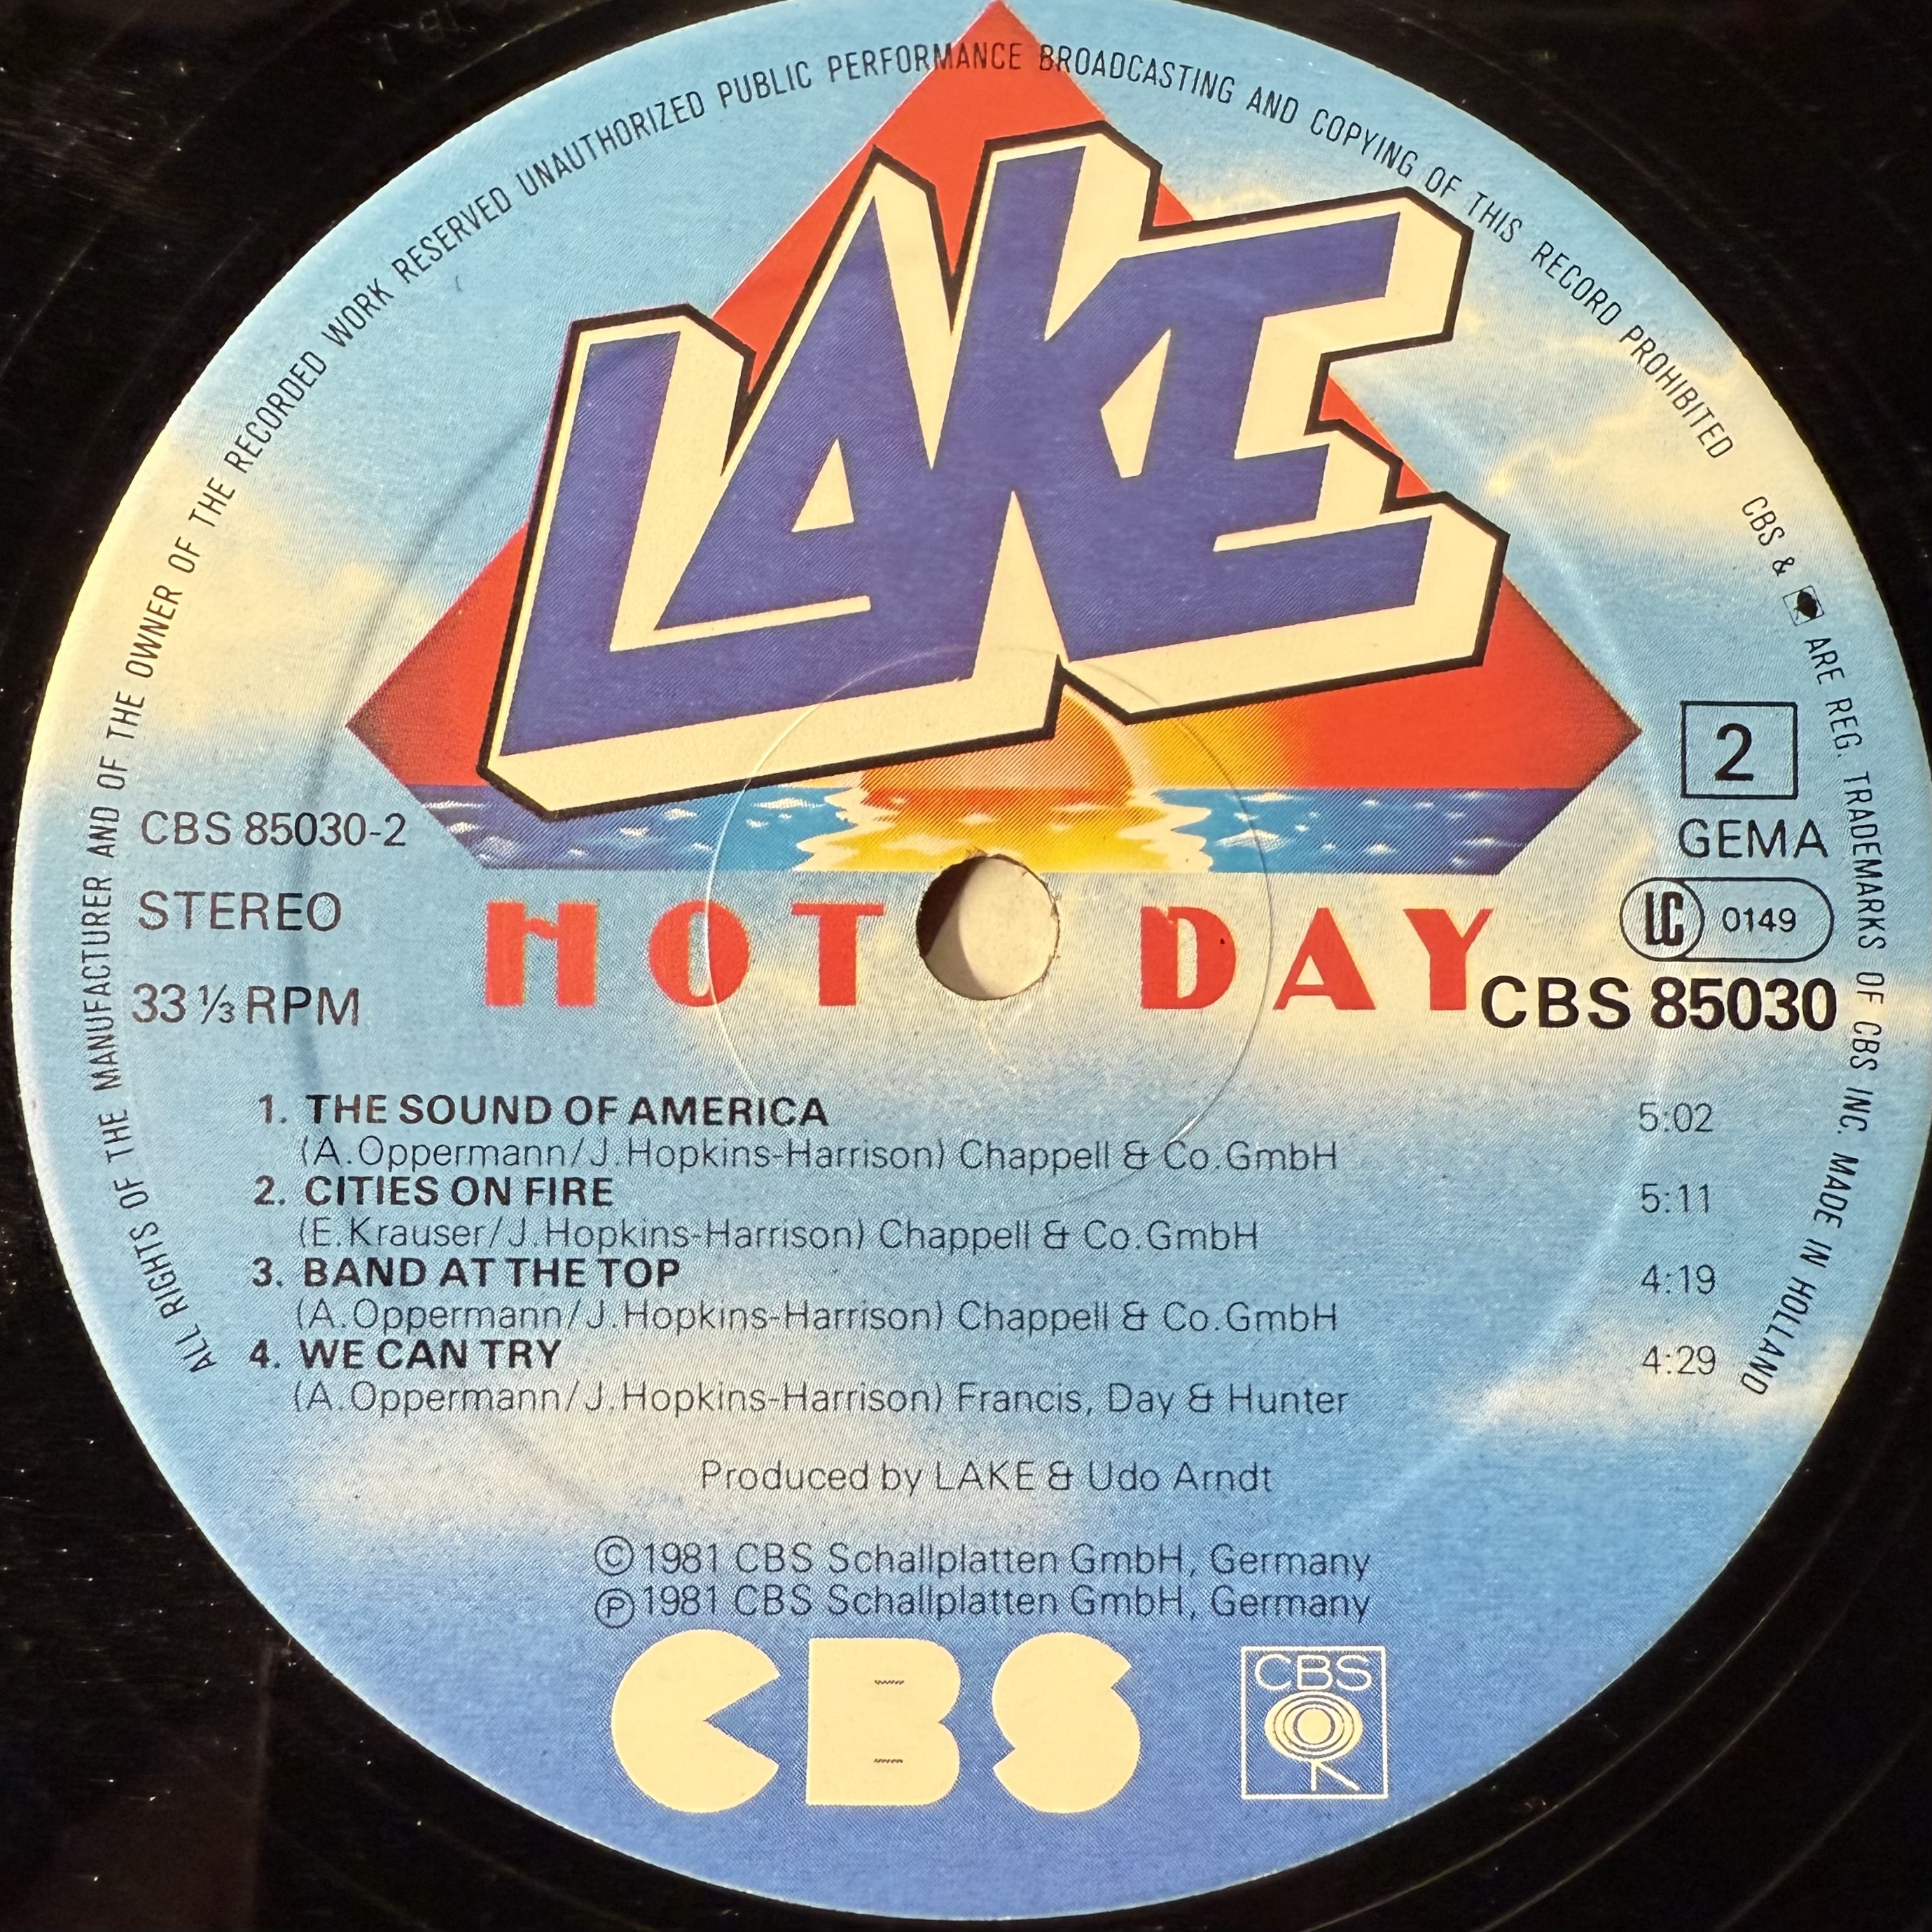 ALL RIGHTS OF THE MANUFACTURER AND OF THE OWNER OF THE RECORDED WORK RESERVED UNAUTHORIZED PUBLIC PERFORMANCE BROADCASTING AND COPYING OF THIS RECORD PROHIBITED CBS & ARE REG. TRADEMARKS OF CBS INC. MADE IN HOLLAND
LAKE
HOT DAY
CBS 85030-2
STEREO
33 ⅓ RPM
2
GEMA
LC 0149
CBS 85030
1. THE SOUND OF AMERICA 5:02
(A.Oppermann/J.Hopkins-Harrison) Chappell & Co.GmbH
2. CITIES ON FIRE 5:11
(E.Krauser/J.Hopkins-Harrison) Chappell & Co.GmbH
3. BAND AT THE TOP 4:19
(A.Oppermann/J.Hopkins-Harrison) Chappell & Co.GmbH
4. WE CAN TRY 4:29
(A.Oppermann/J.Hopkins-Harrison) Francis, Day & Hunter
Produced by LAKE & Udo Arndt
©1981 CBS Schallplatten GmbH, Germany
℗1981 CBS Schallplatten GmbH, Germany
CBS
CBS